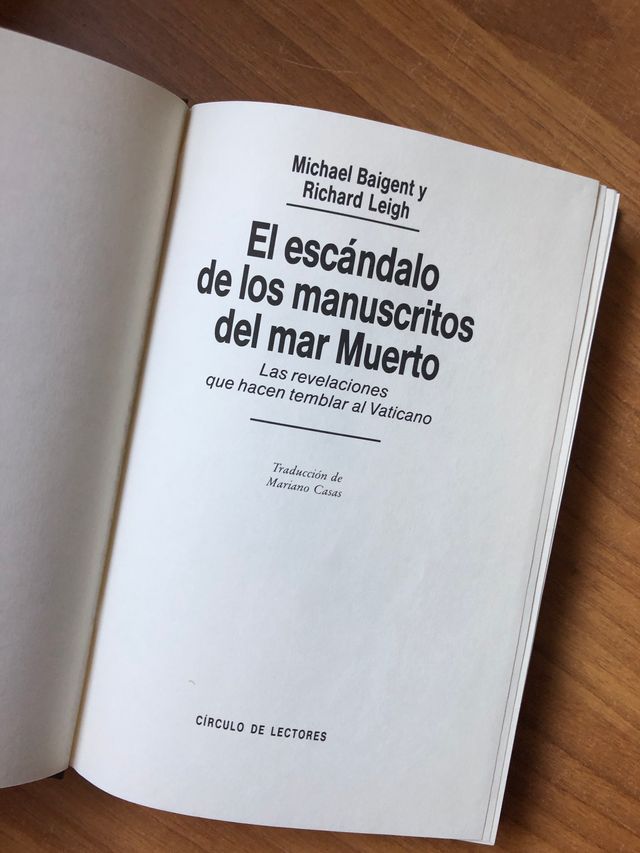 Michael Baigent y
Richard Leigh
El escándalo
de los manuscritos
del mar Muerto
Las revelaciones
que hacen temblar al Vaticano
Traducción de
Mariano Casas
CÍRCULO DE LECTORES